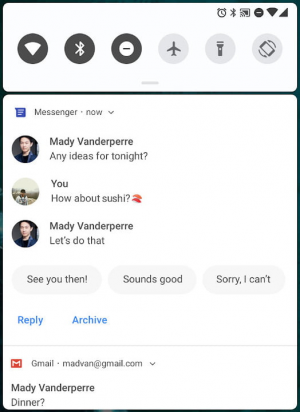 Messenger · now
Mady Vanderperre
Any ideas for tonight?
You
How about sushi?🍣
Mady Vanderperre
Let's do that
See you then! Sounds good Sorry, I can't
Reply Archive
Gmail · madvan@gmail.com
Mady Vanderperre
Dinner?